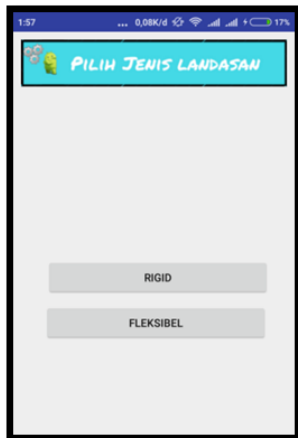 1:57 ... 0,08K/d 17%
PILIH JENIS LANDASAN
RIGID
FLEKSIBEL